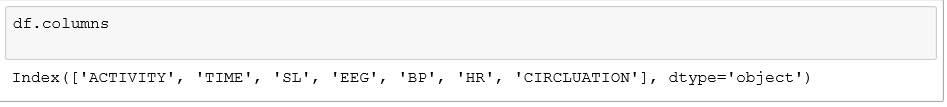 df.columns
Index(['ACTIVITY', 'TIME', 'SL', 'EEG', 'BP', 'HR', 'CIRCLUATION'], dtype='object')